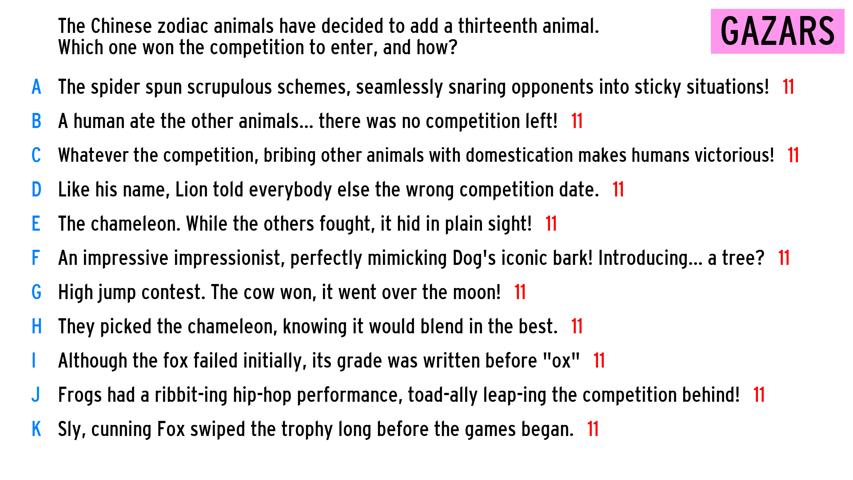 The Chinese zodiac animals have decided to add a thirteenth animal.
Which one won the competition to enter, and how?
GAZARS
A The spider spun scrupulous schemes, seamlessly snaring opponents into sticky situations! 11
B A human ate the other animals... there was no competition left! 11
C Whatever the competition, bribing other animals with domestication makes humans victorious! 11
D Like his name, Lion told everybody else the wrong competition date. 11
E The chameleon. While the others fought, it hid in plain sight! 11
F An impressive impressionist, perfectly mimicking Dog's iconic bark! Introducing... a tree? 11
G High jump contest. The cow won, it went over the moon! 11
H They picked the chameleon, knowing it would blend in the best. 11
I Although the fox failed initially, its grade was written before "ox" 11
J Frogs had a ribbit-ing hip-hop performance, toad-ally leap-ing the competition behind! 11
K Sly, cunning Fox swiped the trophy long before the games began. 11